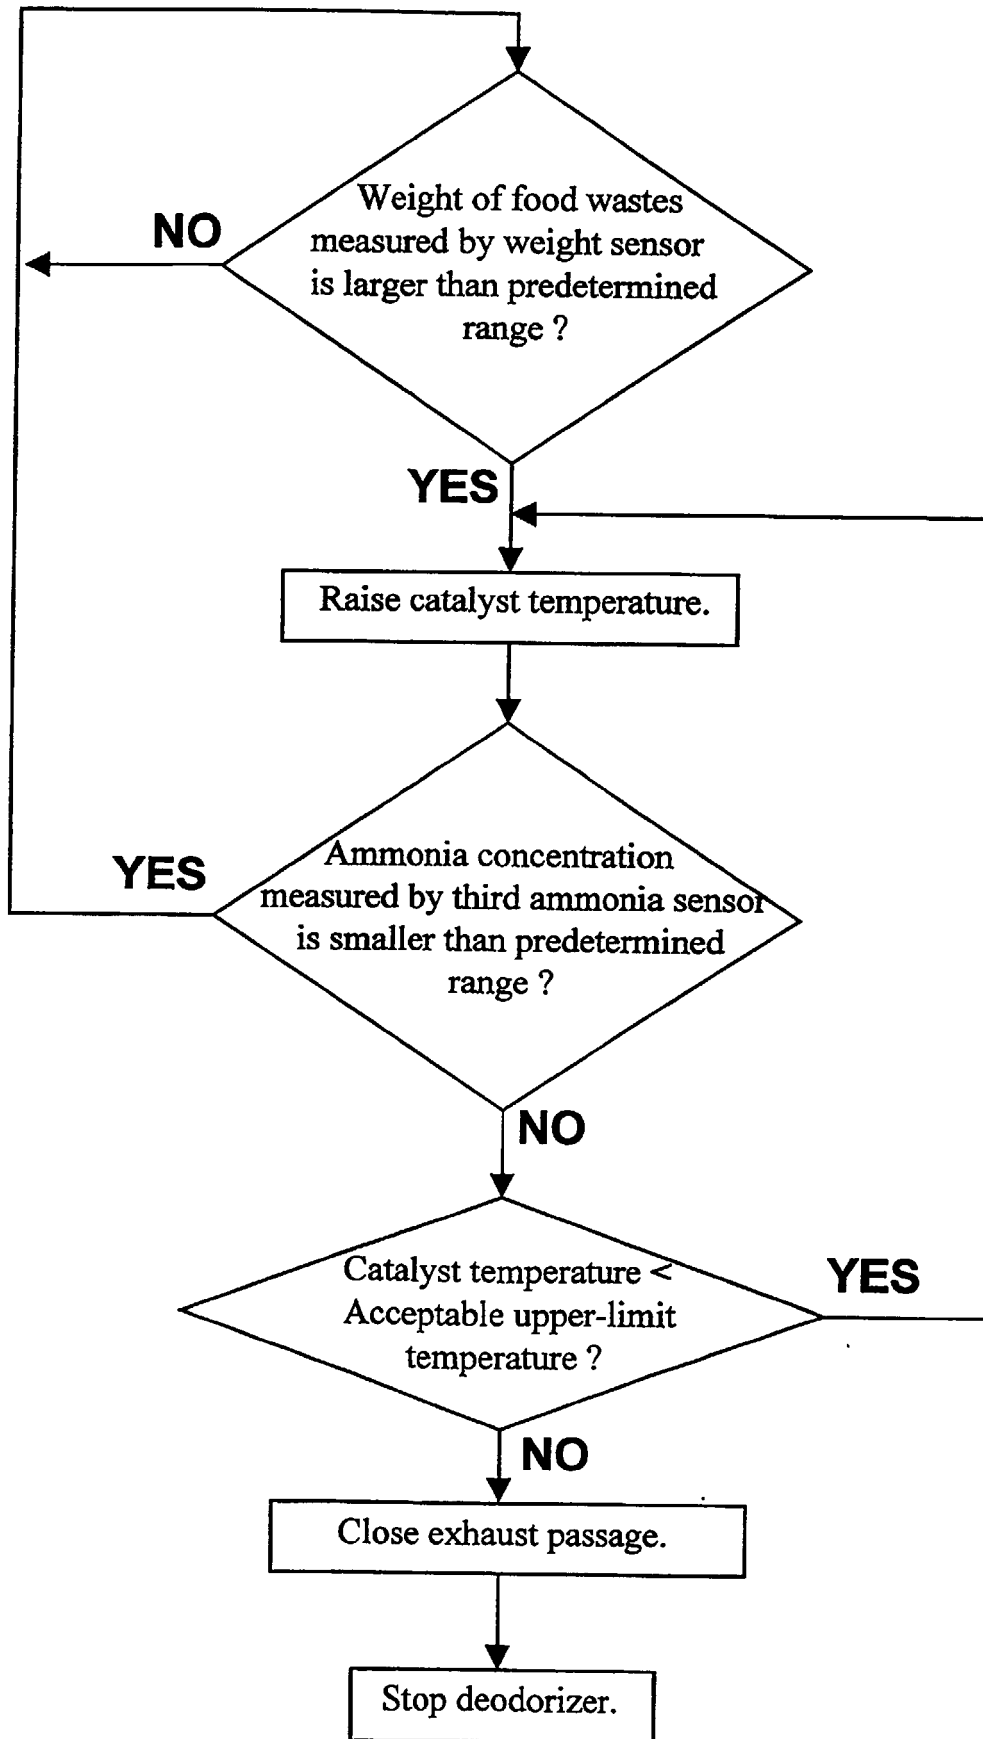 Weight of food wastes
measured by weight sensor
is larger than predetermined
range ?
NO
YES
Raise catalyst temperature.
Ammonia concentration
measured by third ammonia sensor
is smaller than predetermined
range ?
YES
NO
Catalyst temperature <
Acceptable upper-limit
temperature ?
YES
NO
Close exhaust passage.
Stop deodorizer.